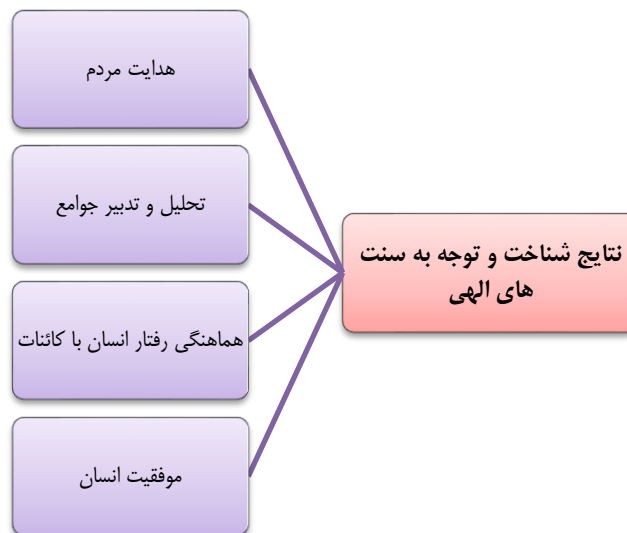 نتایج شناخت و توجه به سنت
های الهی
هدایت مردم
تحلیل و تدبیر جوامع
هماهنگی رفتار انسان با کائنات
موفقیت انسان